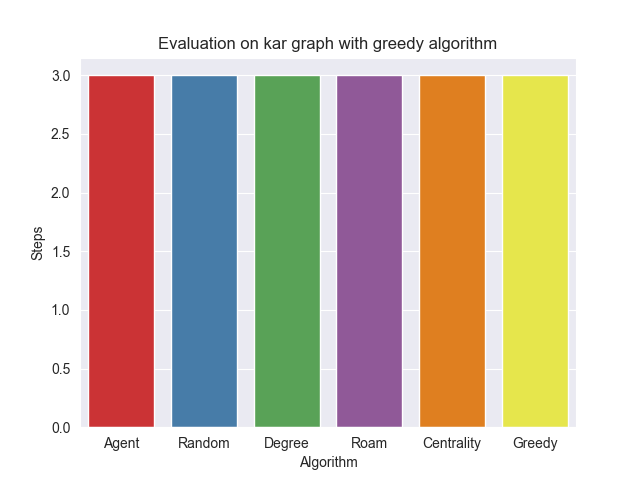 Evaluation on kar graph with greedy algorithm
3.0
2.5
2.0
1.5
1.0
0.5
0.0
Steps
Agent Random Degree Roam Centrality Greedy
Algorithm